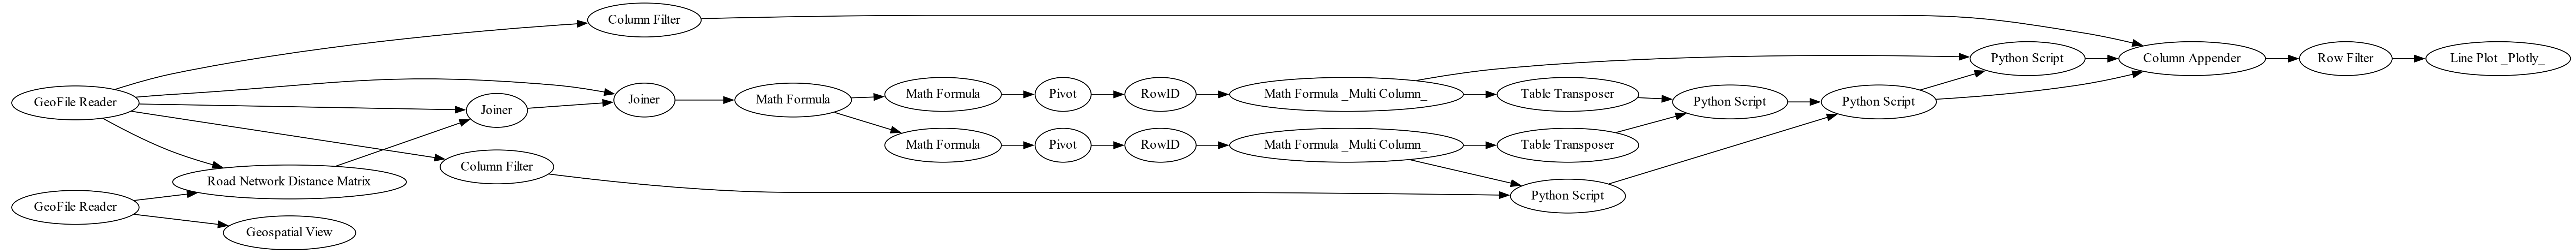 Column Filter
GeoFile Reader
Joiner
Joiner
Math Formula
Math Formula
Pivot
RowID
Math Formula _Multi Column_
Table Transposer
Python Script
Python Script
Python Script
Column Appender
Row Filter
Line Plot _Plotly_
Math Formula
Pivot
RowID
Math Formula _Multi Column_
Table Transposer
Column Filter
Road Network Distance Matrix
Python Script
GeoFile Reader
Geospatial View